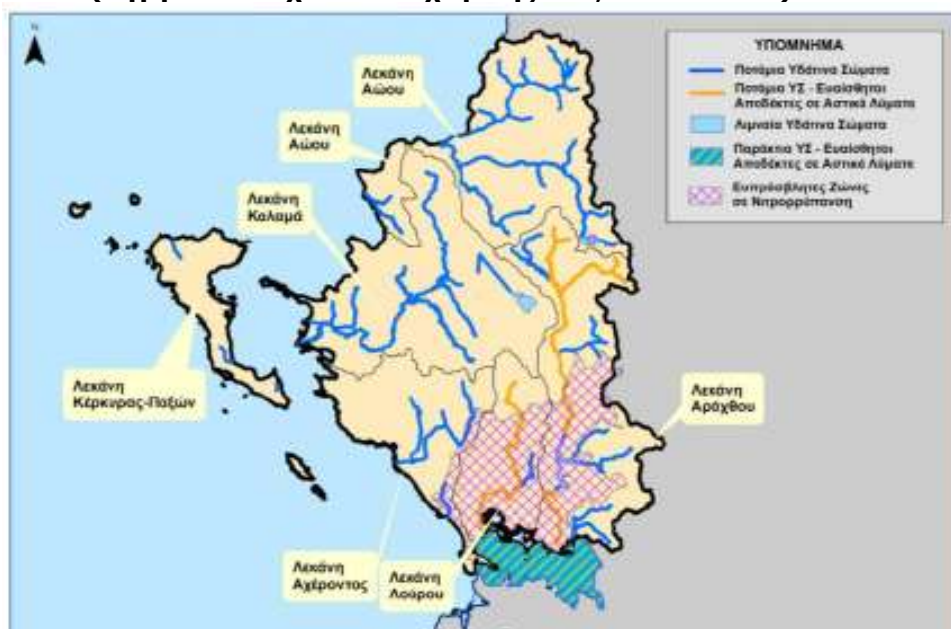 ΥΠΟΜΝΗΜΑ
Ποτάμια Υδάτινα Σώματα
Ποτάμια ΥΣ - Ευαίσθητοι
Αποδέκτες σε Αστικά Λύματα
Λιμναία Υδάτινα Σώματα
Παράκτια ΥΣ - Ευαίσθητοι
Αποδέκτες σε Αστικά Λύματα
Ευπρόσβλητες Ζώνες
σε Νιτρορρύπανση
Λεκάνη
Αώου
Λεκάνη
Αώου
Λεκάνη
Καλαμά
Λεκάνη
Κέρκυρας-Παξών
Λεκάνη
Αράχθου
Λεκάνη
Αχέροντος
Λεκάνη
Λούρου